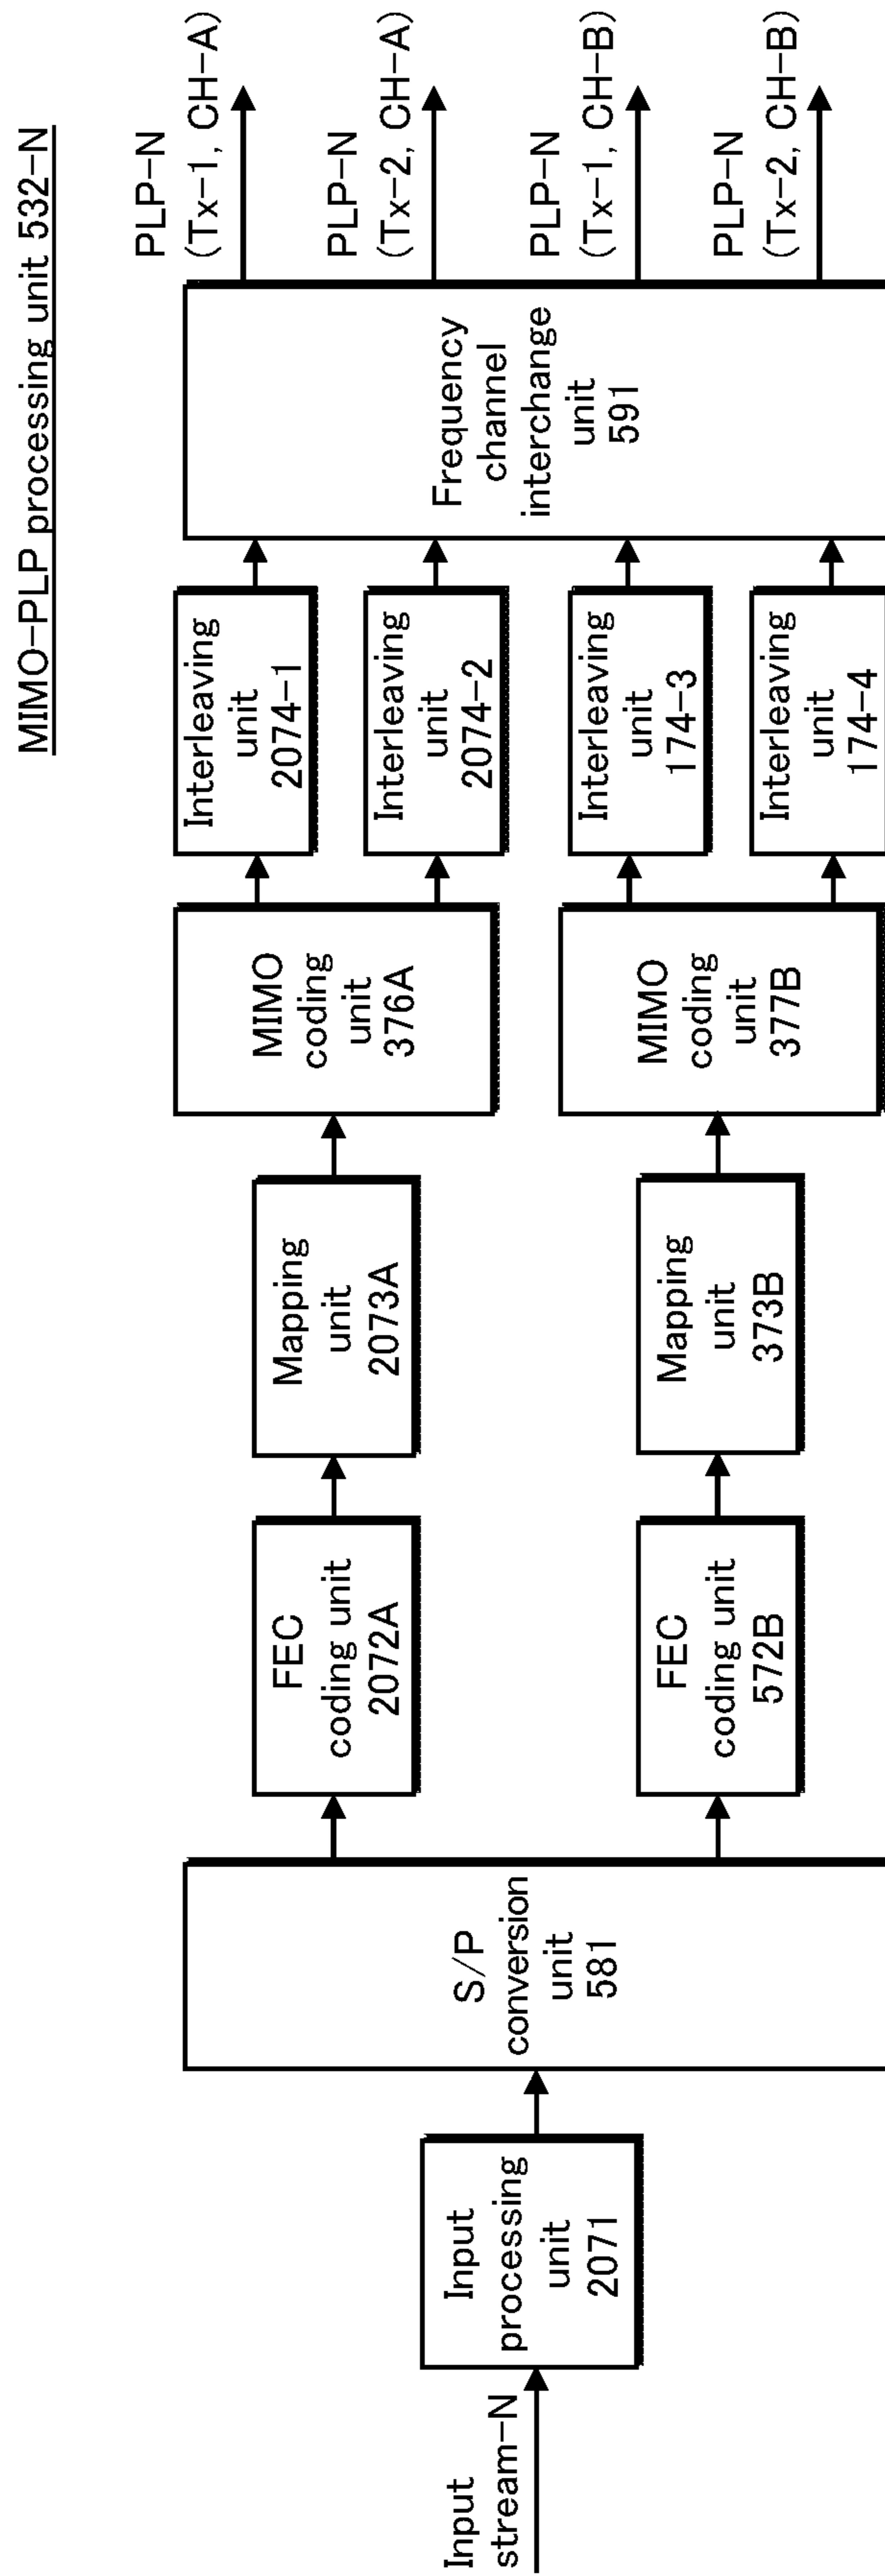 MIMO-PLP processing unit 532-N
Input
stream-N
Input
processing
unit
2071
S/P
conversion
unit
581
FEC
coding unit
2072A
Mapping
unit
2073A
MIMO
coding
unit
376A
Interleaving
unit
2074-1
Interleaving
unit
2074-2
FEC
coding unit
572B
Mapping
unit
373B
MIMO
coding
unit
377B
Interleaving
unit
174-3
Interleaving
unit
174-4
Frequency
channel
interchange
unit
591
PLP-N
(Tx-1, CH-A)
PLP-N
(Tx-2, CH-A)
PLP-N
(Tx-1, CH-B)
PLP-N
(Tx-2, CH-B)